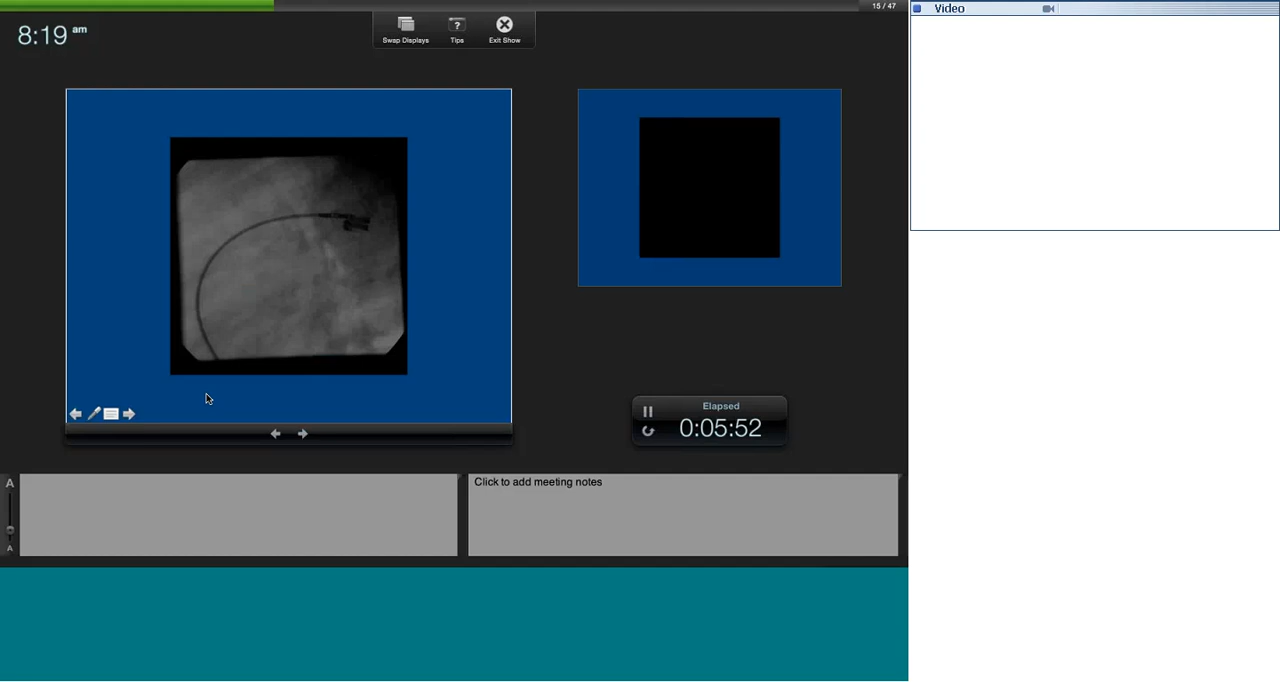 15 / 47
Video
8:19 am
Swap Displays
Tips
Exit Show
Elapsed
0:05:52
A
A
Click to add meeting notes